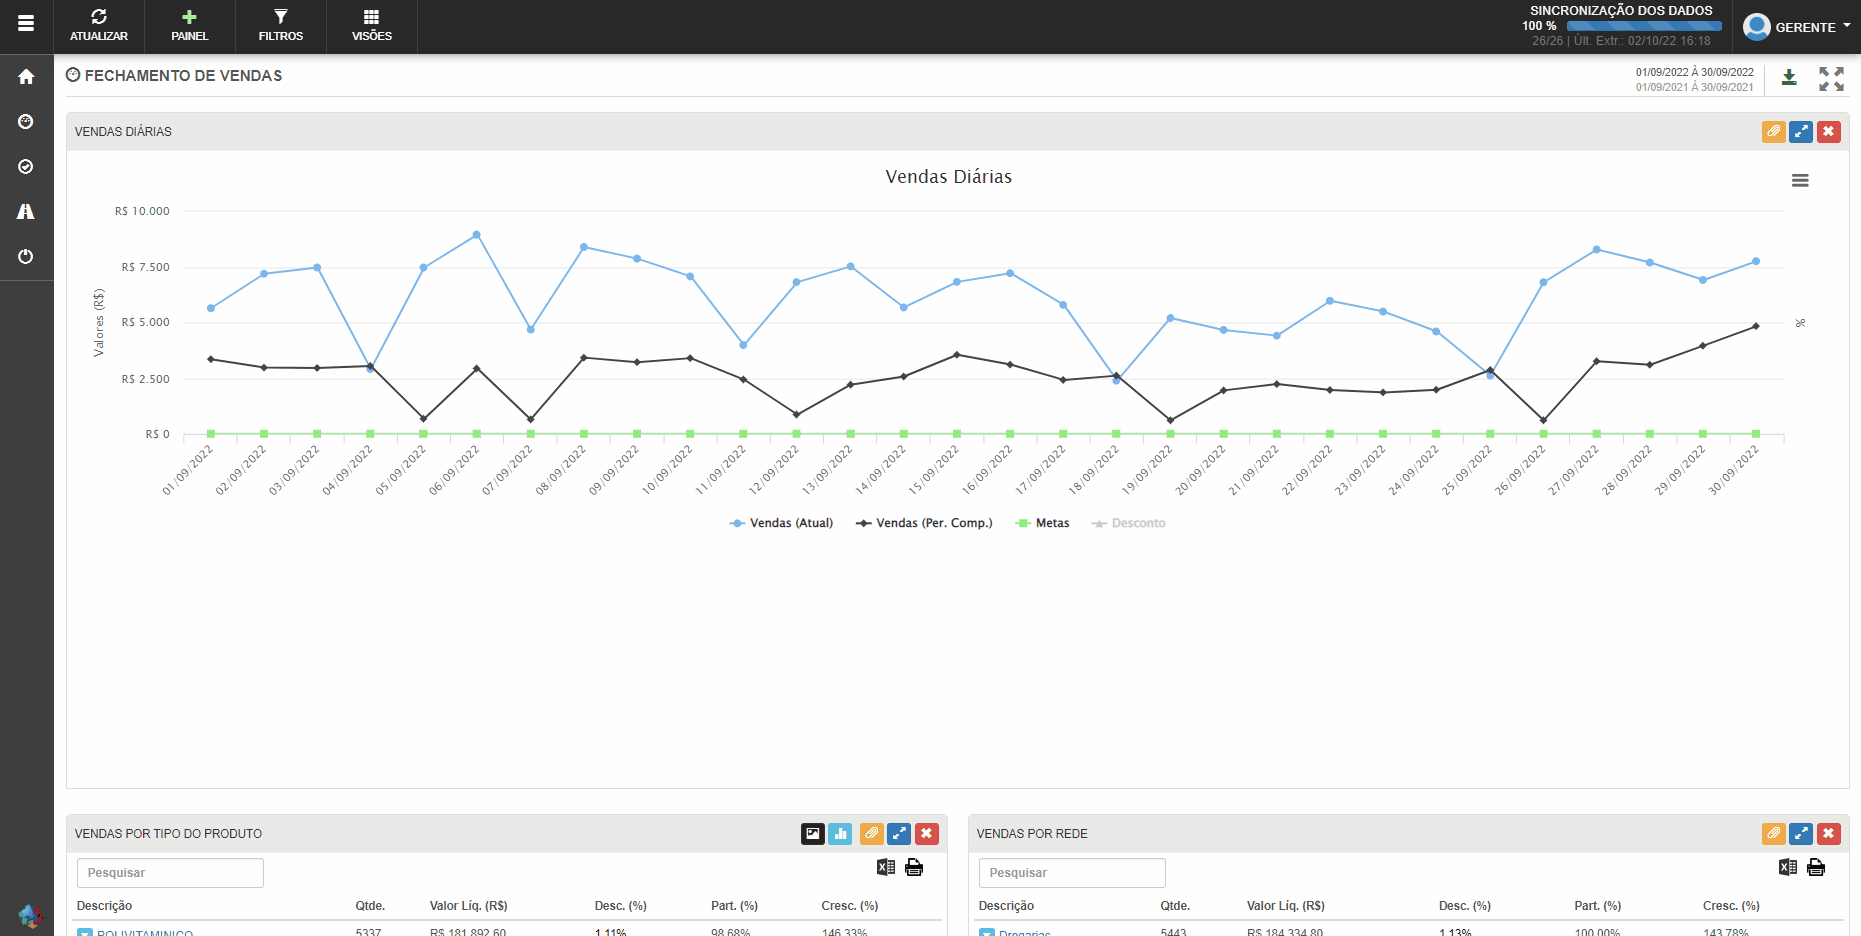 ATUALIZAR
PAINEL
FILTROS
VISÕES
SINCRONIZAÇÃO DOS DADOS
100 %
26/26 | Últ. Extr.: 02/10/22 16:18
GERENTE
FECHAMENTO DE VENDAS
01/09/2022 À 30/09/2022
01/09/2021 À 30/09/2021
VENDAS DIÁRIAS
Vendas Diárias
R$ 10.000
R$ 7.500
R$ 5.000
R$ 2.500
R$ 0
Valores (R$)
%
01/09/2022
02/09/2022
03/09/2022
04/09/2022
05/09/2022
06/09/2022
07/09/2022
08/09/2022
09/09/2022
10/09/2022
11/09/2022
12/09/2022
13/09/2022
14/09/2022
15/09/2022
16/09/2022
17/09/2022
18/09/2022
19/09/2022
20/09/2022
21/09/2022
22/09/2022
23/09/2022
24/09/2022
25/09/2022
26/09/2022
27/09/2022
28/09/2022
29/09/2022
30/09/2022
Vendas (Atual) Vendas (Per. Comp.) Metas Desconto
VENDAS POR TIPO DO PRODUTO
Pesquisar
Descrição Qtde. Valor Líq. (R$) Desc. (%) Part. (%) Cresc. (%)
POLIVITAMINICO 5337 R$ 181.892,60 1,11% 98,68% 146,33%
VENDAS POR REDE
Pesquisar
Descrição Qtde. Valor Líq. (R$) Desc. (%) Part. (%) Cresc. (%)
Drogarias 5443 R$ 184.334,80 1,13% 100,00% 143,78%